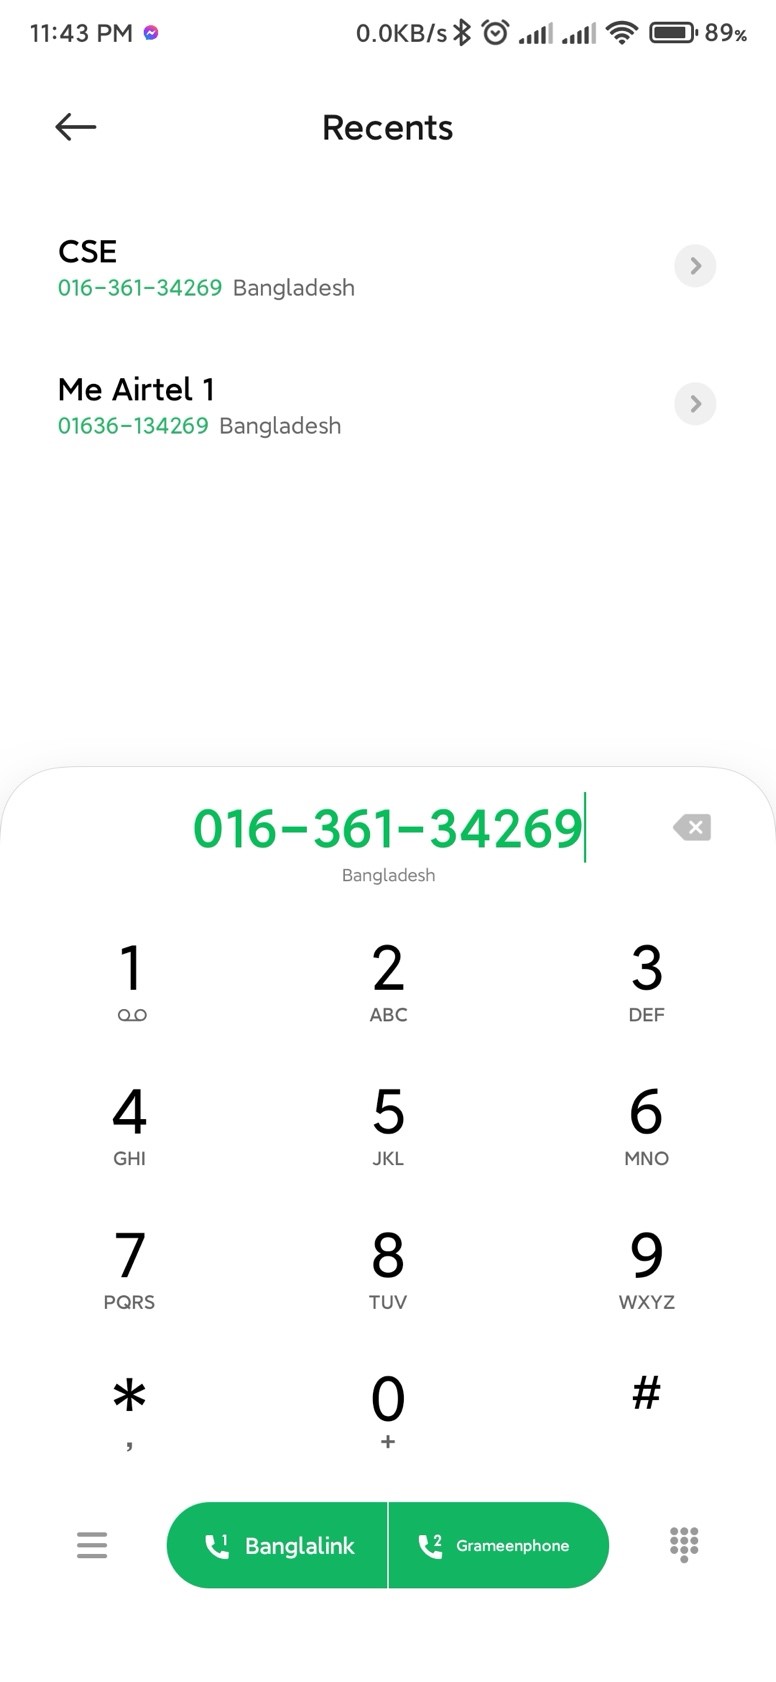 11:43 PM 0.0KB/s 89%
Recents
CSE
016-361-34269 Bangladesh
Me Airtel 1
01636-134269 Bangladesh
016-361-34269
Bangladesh
1 2 3
ABC DEF
4 5 6
GHI JKL MNO
7 8 9
PQRS TUV WXYZ
* 0 #
, +
1 Banglalink 2 Grameenphone